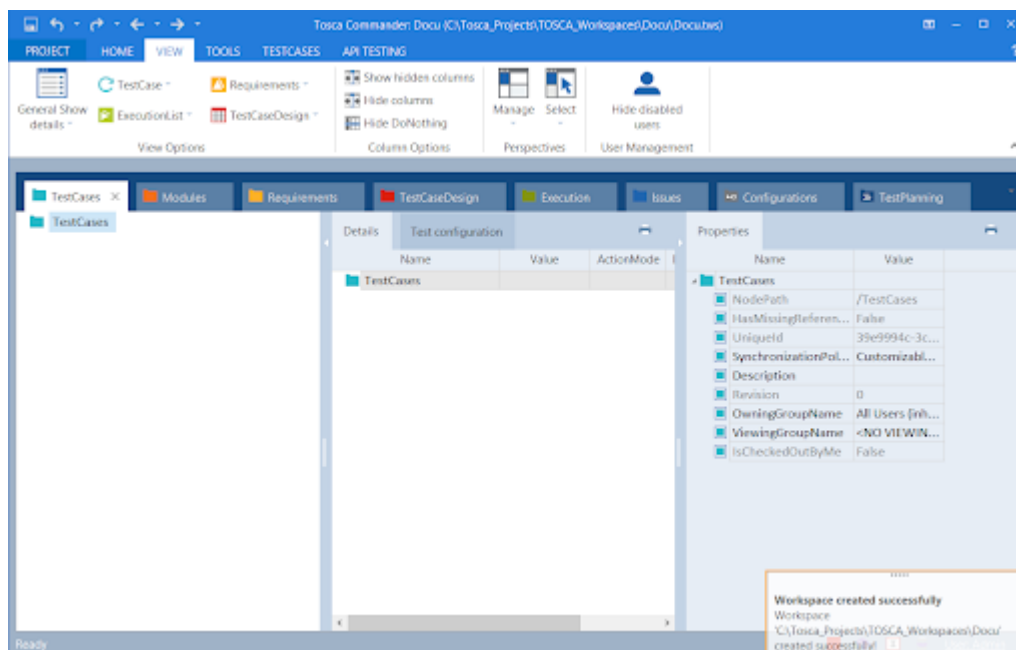 Tosca Commander: Docu (C:\Tosca_Projects\TOSCA_Workspaces\Docu\Docu.tws)
PROJECT HOME VIEW TOOLS TESTCASES API TESTING
General Show details
TestCase
ExecutionList
Requirements
TestCaseDesign
View Options
Show hidden columns
Hide columns
Hide DoNothing
Column Options
Manage Select
Perspectives
Hide disabled users
User Management
TestCases Modules Requirements TestCaseDesign Execution Issues Configurations TestPlanning
TestCases
Details Test configuration
Name Value ActionMode
TestCases
Properties
Name Value
TestCases
NodePath /TestCases
HasMissingReferen... False
UniqueId 39e9994c-3c...
SynchronizationPol... Customizabl...
Description
Revision 0
OwningGroupName All Users (inh...
ViewingGroupName <NO VIEWIN...
IsCheckedOutByMe False
Workspace created successfully
Workspace
'C:\Tosca_Projects\TOSCA_Workspaces\Docu'
created successfully!
Ready